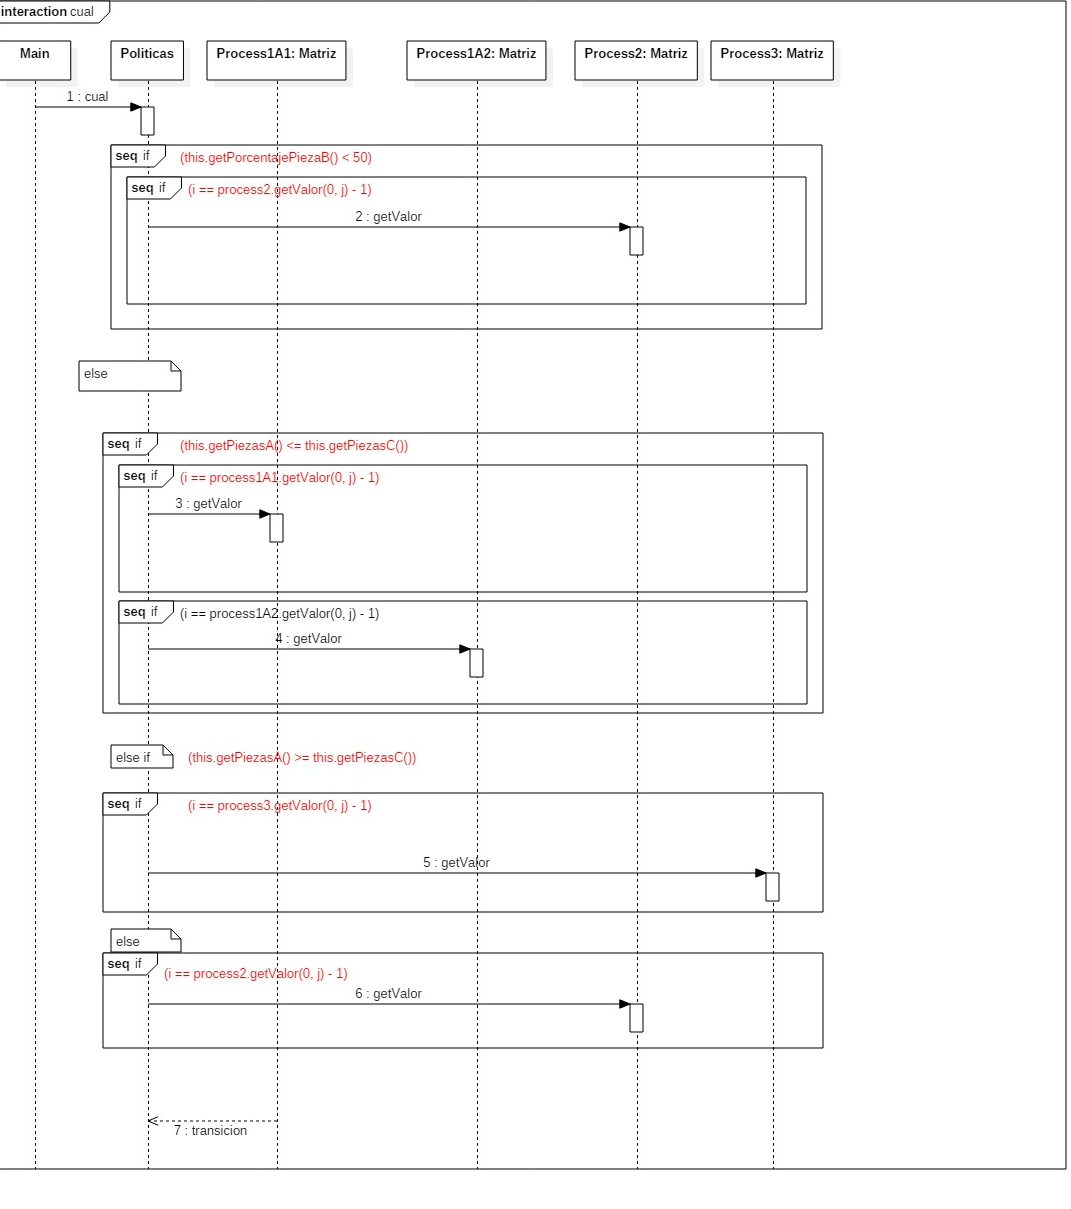 interaction cual
Main
Politicas
Process1A1: Matriz
Process1A2: Matriz
Process2: Matriz
Process3: Matriz
1 : cual
seq if
(this.getPorcentajePiezaB() < 50)
seq if
(i == process2.getValor(0, j) - 1)
2 : getValor
else
seq if
(this.getPiezasA() <= this.getPiezasC())
seq if
(i == process1A1.getValor(0, j) - 1)
3 : getValor
seq if
(i == process1A2.getValor(0, j) - 1)
4 : getValor
else if
(this.getPiezasA() >= this.getPiezasC())
seq if
(i == process3.getValor(0, j) - 1)
5 : getValor
else
seq if
(i == process2.getValor(0, j) - 1)
6 : getValor
7 : transicion